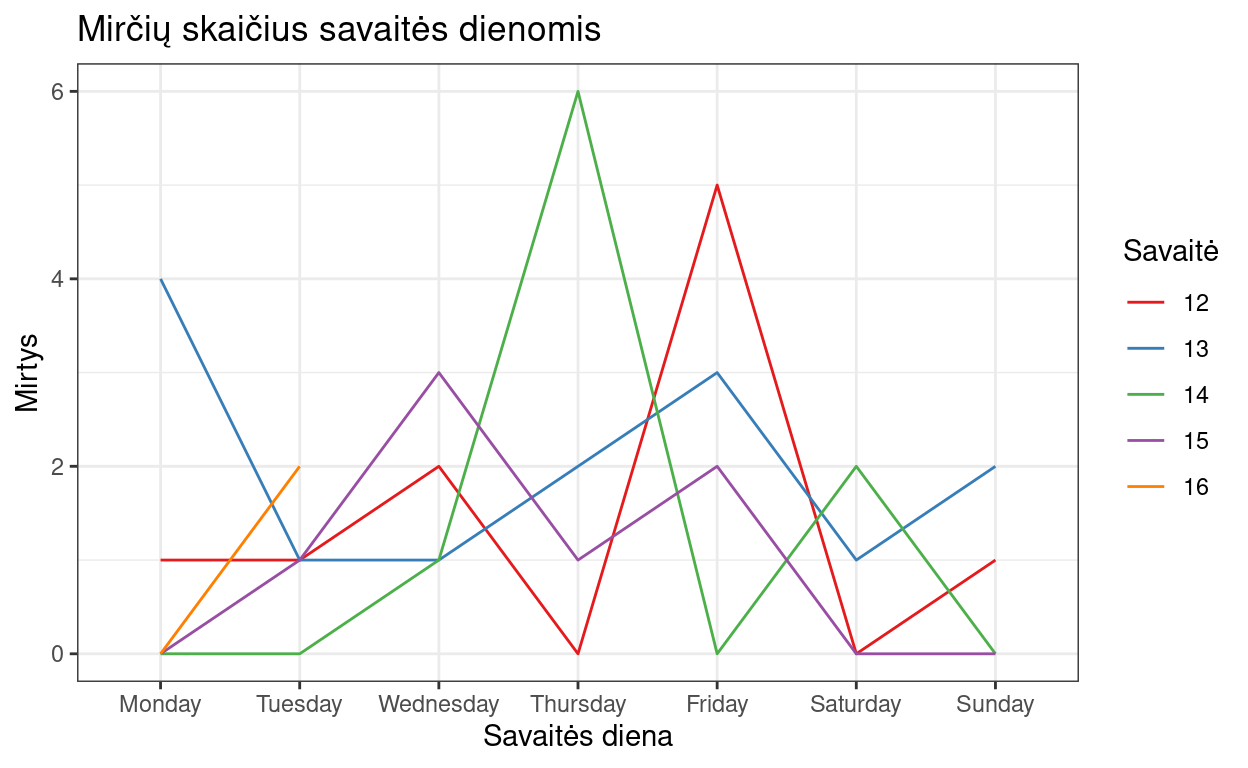 Mirčių skaičius savaitės dienomis
6
4
2
0
Mirtys
Monday Tuesday Wednesday Thursday Friday Saturday Sunday
Savaitės diena
Savaitė
12
13
14
15
16